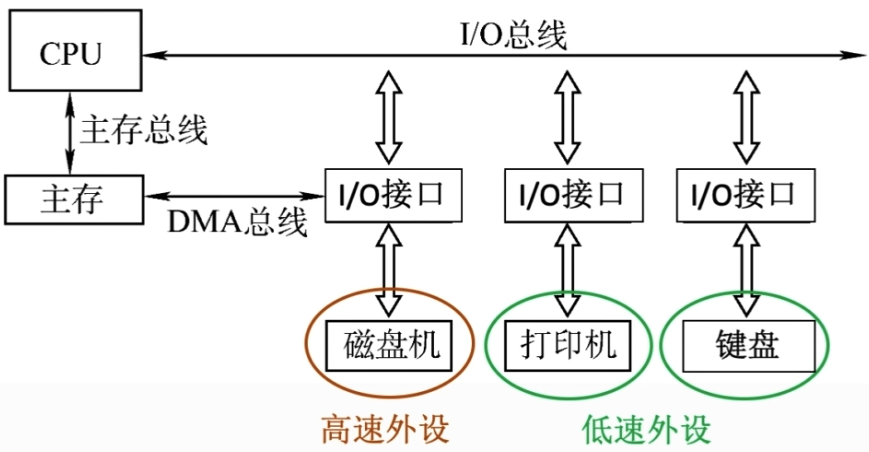 I/O总线
CPU
主存总线
主存
DMA总线
I/O接口
I/O接口
I/O接口
磁盘机
打印机
键盘
高速外设
低速外设